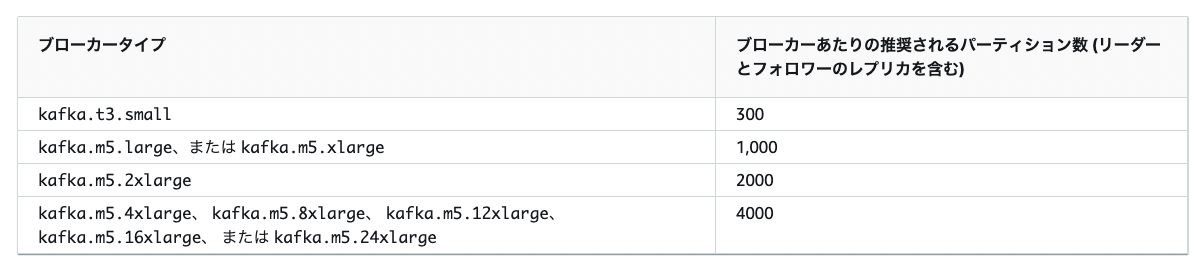 ブローカータイプ
ブローカーあたりの推奨されるパーティション数 (リーダー
とフォロワーのレプリカを含む)
kafka.t3.small
300
kafka.m5.large、または kafka.m5.xlarge
1,000
kafka.m5.2xlarge
2000
kafka.m5.4xlarge、 kafka.m5.8xlarge、 kafka.m5.12xlarge、
kafka.m5.16xlarge、 または kafka.m5.24xlarge
4000